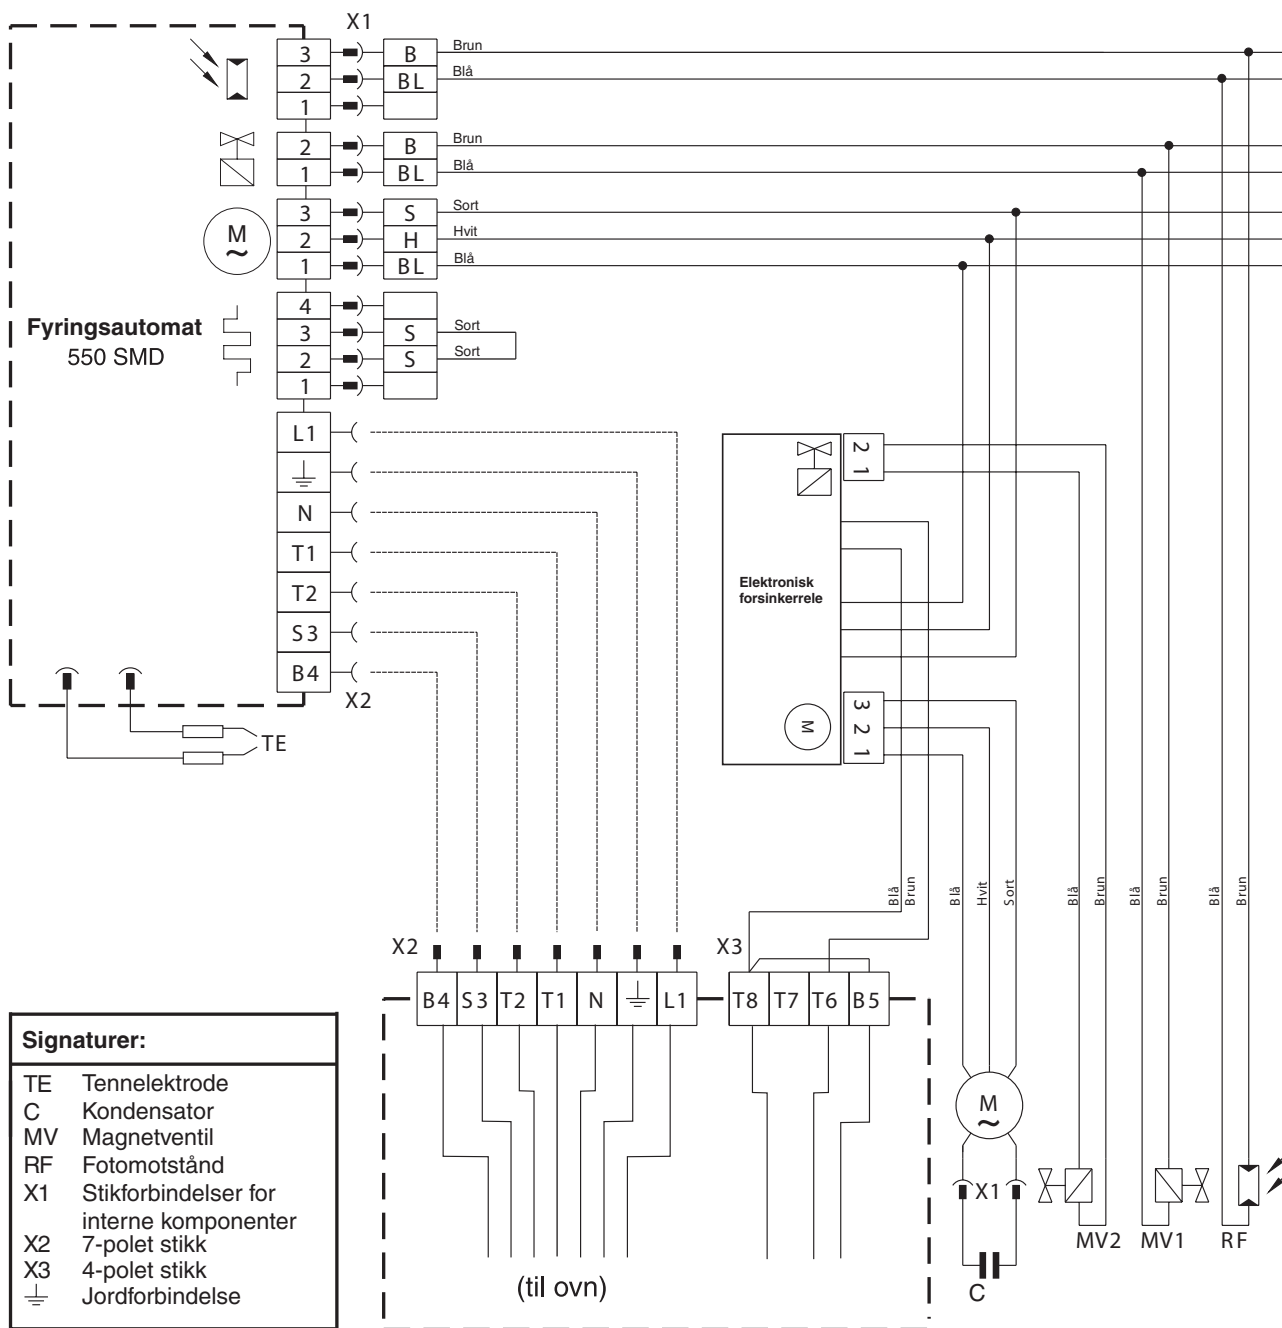 X1
3 B Brun
2 BL Blå
1
2 B Brun
1 BL Blå
3 S Sort
M
~
2 H Hvit
1 BL Blå
4
Fyringsautomat
550 SMD
3 S Sort
2 S Sort
1
L1
N
T1
T2
S3
B4
X2
TE
2
1
Elektronisk
forsinkerrele
M
3
2
1
Blå
Brun
Blå
Hvit
Sort
Blå
Brun
Blå
Brun
Blå
Brun
X2
B4 S3 T2 T1 N L1
X3
T8 T7 T6 B5
(til ovn)
M
~
X1
C
MV2
MV1
RF
Signaturer:
TE Tennelektrode
C Kondensator
MV Magnetventil
RF Fotomotstånd
X1 Stikforbindelser for
interne komponenter
X2 7-polet stikk
X3 4-polet stikk
Jordforbindelse